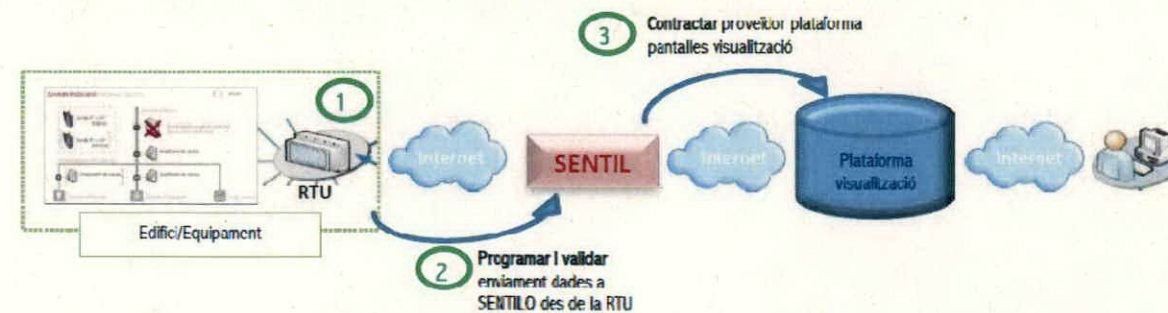 3
Contractar proveïdor plataforma
pantalles visualització
1
Internet
SENTIL
Internet
Plataforma
visualització
Internet
RTU
Edifici/Equipament
2
Programar i validar
enviament dades a
SENTILO des de la RTU